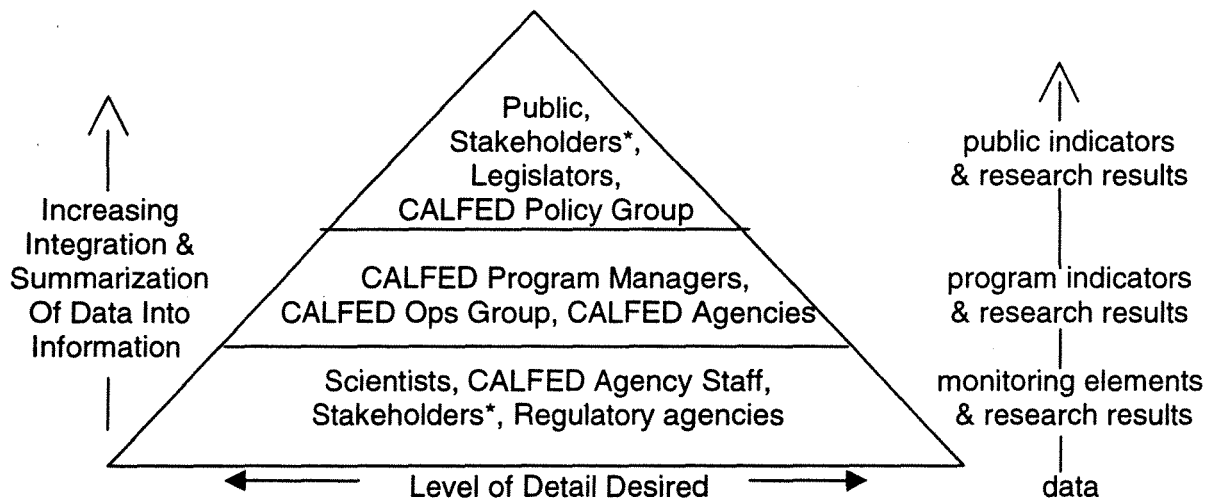 Public,
Stakeholders*,
Legislators,
CALFED Policy Group
CALFED Program Managers,
CALFED Ops Group, CALFED Agencies
Scientists, CALFED Agency Staff,
Stakeholders*, Regulatory agencies
Level of Detail Desired
Increasing
Integration &
Summarization
Of Data Into
Information
public indicators
& research results
program indicators
& research results
monitoring elements
& research results
data